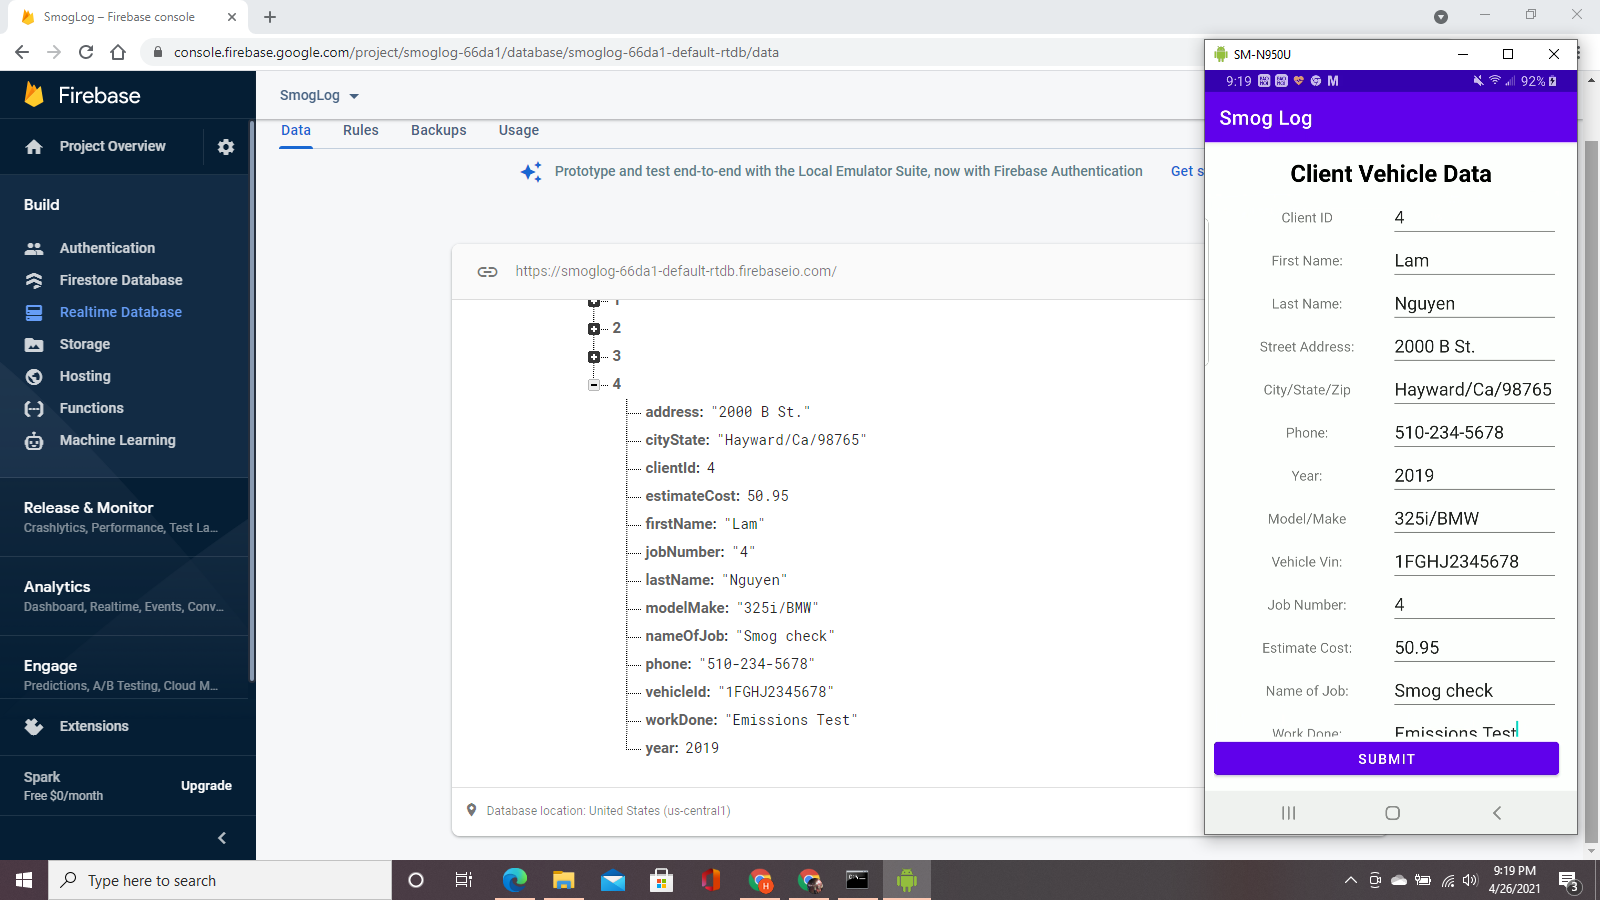 SmogLog – Firebase console
console.firebase.google.com/project/smoglog-66da1/database/smoglog-66da1-default-rtdb/data
Firebase
Project Overview
Build
Authentication
Firestore Database
Realtime Database
Storage
Hosting
Functions
Machine Learning
Release & Monitor
Crashlytics, Performance, Test La...
Analytics
Dashboard, Realtime, Events, Conv...
Engage
Predictions, A/B Testing, Cloud M...
Extensions
Spark
Free $0/month
Upgrade
SmogLog
Data Rules Backups Usage
Prototype and test end-to-end with the Local Emulator Suite, now with Firebase Authentication Get s
https://smoglog-66da1-default-rtdb.firebaseio.com/
1
2
3
4
address: "2000 B St."
cityState: "Hayward/Ca/98765"
clientId: 4
estimateCost: 50.95
firstName: "Lam"
jobNumber: "4"
lastName: "Nguyen"
modelMake: "325i/BMW"
nameOfJob: "Smog check"
phone: "510-234-5678"
vehicleId: "1FGHJ2345678"
workDone: "Emissions Test"
year: 2019
Database location: United States (us-central1)
SM-N950U
9:19 M 92%
Smog Log
Client Vehicle Data
Client ID 4
First Name: Lam
Last Name: Nguyen
Street Address: 2000 B St.
City/State/Zip Hayward/Ca/98765
Phone: 510-234-5678
Year: 2019
Model/Make 325i/BMW
Vehicle Vin: 1FGHJ2345678
Job Number: 4
Estimate Cost: 50.95
Name of Job: Smog check
Work Done: Emissions Test
SUBMIT
Type here to search
H
9:19 PM
4/26/2021
3